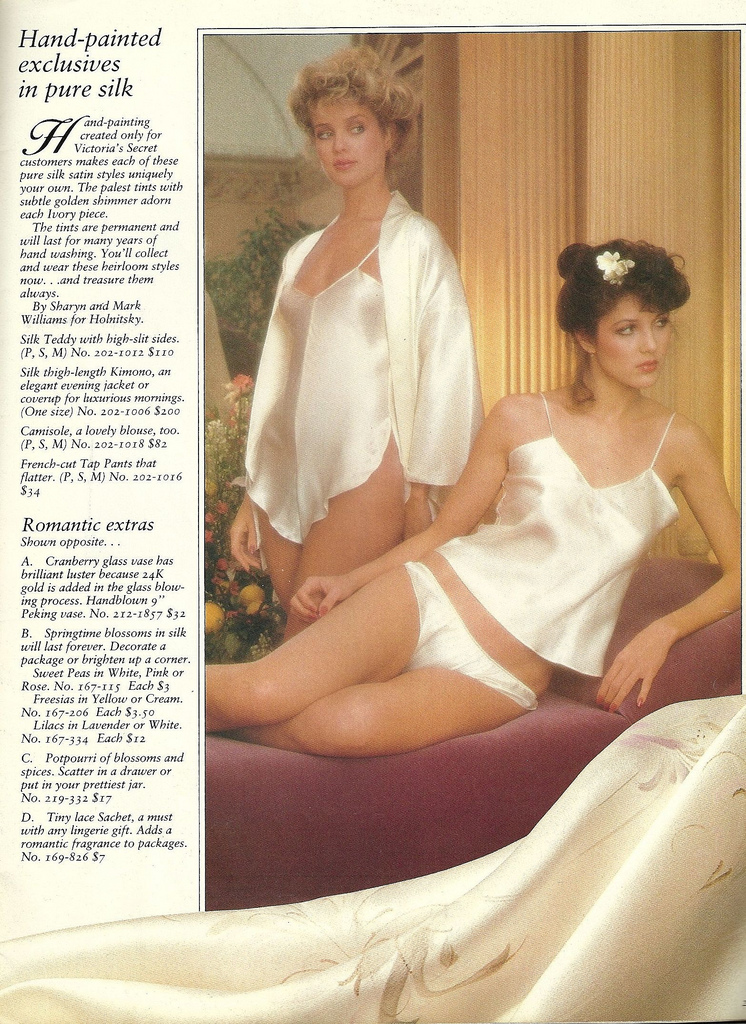 Hand-painted
exclusives
in pure silk
Hand-painting
created only for
Victoria's Secret
customers makes each of these
pure silk satin styles uniquely
your own. The palest tints with
subtle golden shimmer adorn
each Ivory piece.
The tints are permanent and
will last for many years of
hand washing. You'll collect
and wear these heirloom styles
now. . .and treasure them
always.
By Sharyn and Mark
Williams for Holnitsky.
Silk Teddy with high-slit sides.
(P, S, M) No. 202-1012 $110
Silk thigh-length Kimono, an
elegant evening jacket or
coverup for luxurious mornings.
(One size) No. 202-1006 $200
Camisole, a lovely blouse, too.
(P, S, M) No. 202-1018 $82
French-cut Tap Pants that
flatter. (P, S, M) No. 202-1016
$34
Romantic extras
Shown opposite. . .
A. Cranberry glass vase has
brilliant luster because 24K
gold is added in the glass blow-
ing process. Handblown 9"
Peking vase. No. 212-1857 $32
B. Springtime blossoms in silk
will last forever. Decorate a
package or brighten up a corner.
Sweet Peas in White, Pink or
Rose. No. 167-115 Each $3
Freesias in Yellow or Cream.
No. 167-206 Each $3.50
Lilacs in Lavender or White.
No. 167-334 Each $12
C. Potpourri of blossoms and
spices. Scatter in a drawer or
put in your prettiest jar.
No. 219-332 $17
D. Tiny lace Sachet, a must
with any lingerie gift. Adds a
romantic fragrance to packages.
No. 169-826 $7